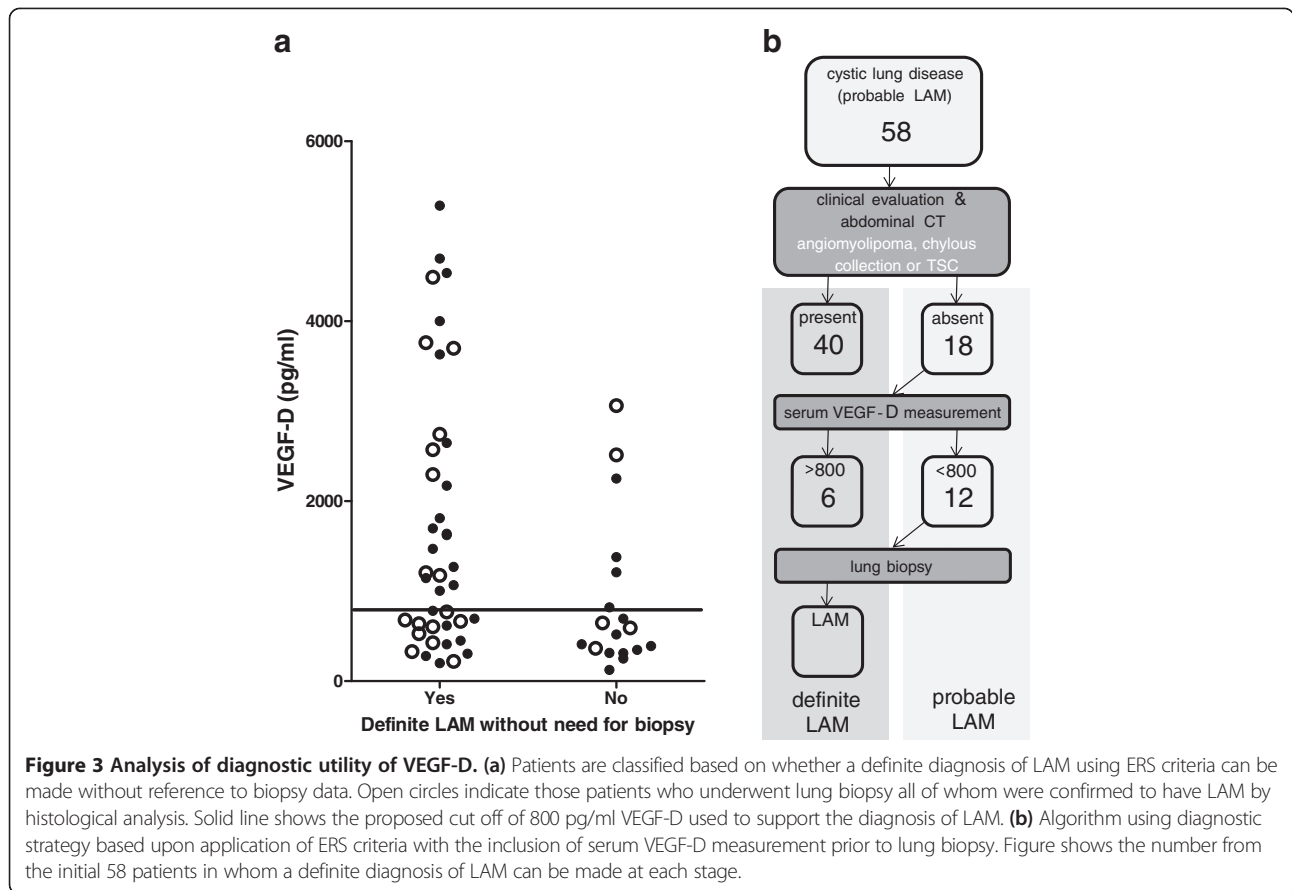 a
b
6000
4000
2000
0
VEGF-D (pg/ml)
Yes
No
Definite LAM without need for biopsy
cystic lung disease
(probable LAM)
58
clinical evaluation &
abdominal CT
angiomyolipoma, chylous
collection or TSC
present
40
absent
18
serum VEGF-D measurement
>800
6
<800
12
lung biopsy
LAM
definite
LAM
probable
LAM
Figure 3 Analysis of diagnostic utility of VEGF-D. (a) Patients are classified based on whether a definite diagnosis of LAM using ERS criteria can be
made without reference to biopsy data. Open circles indicate those patients who underwent lung biopsy all of whom were confirmed to have LAM by
histological analysis. Solid line shows the proposed cut off of 800 pg/ml VEGF-D used to support the diagnosis of LAM. (b) Algorithm using diagnostic
strategy based upon application of ERS criteria with the inclusion of serum VEGF-D measurement prior to lung biopsy. Figure shows the number from
the initial 58 patients in whom a definite diagnosis of LAM can be made at each stage.